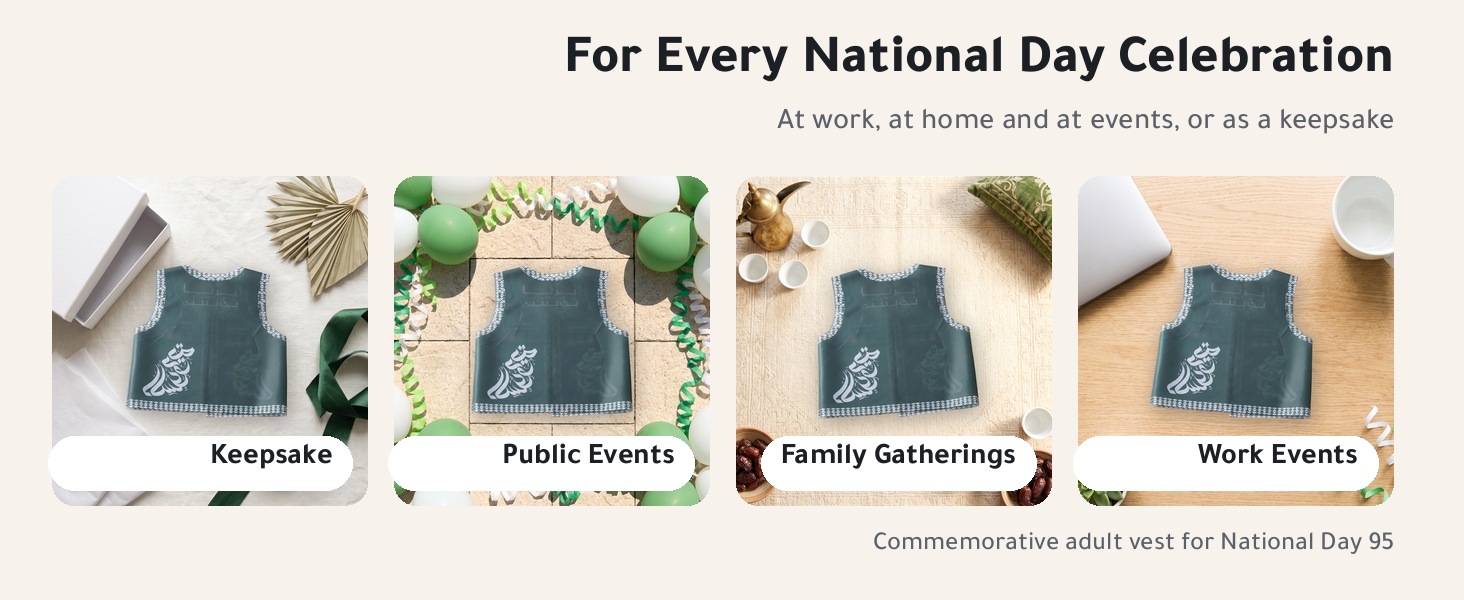 For Every National Day Celebration
At work, at home and at events, or as a keepsake
Keepsake
Public Events
Family Gatherings
Work Events
Commemorative adult vest for National Day 95